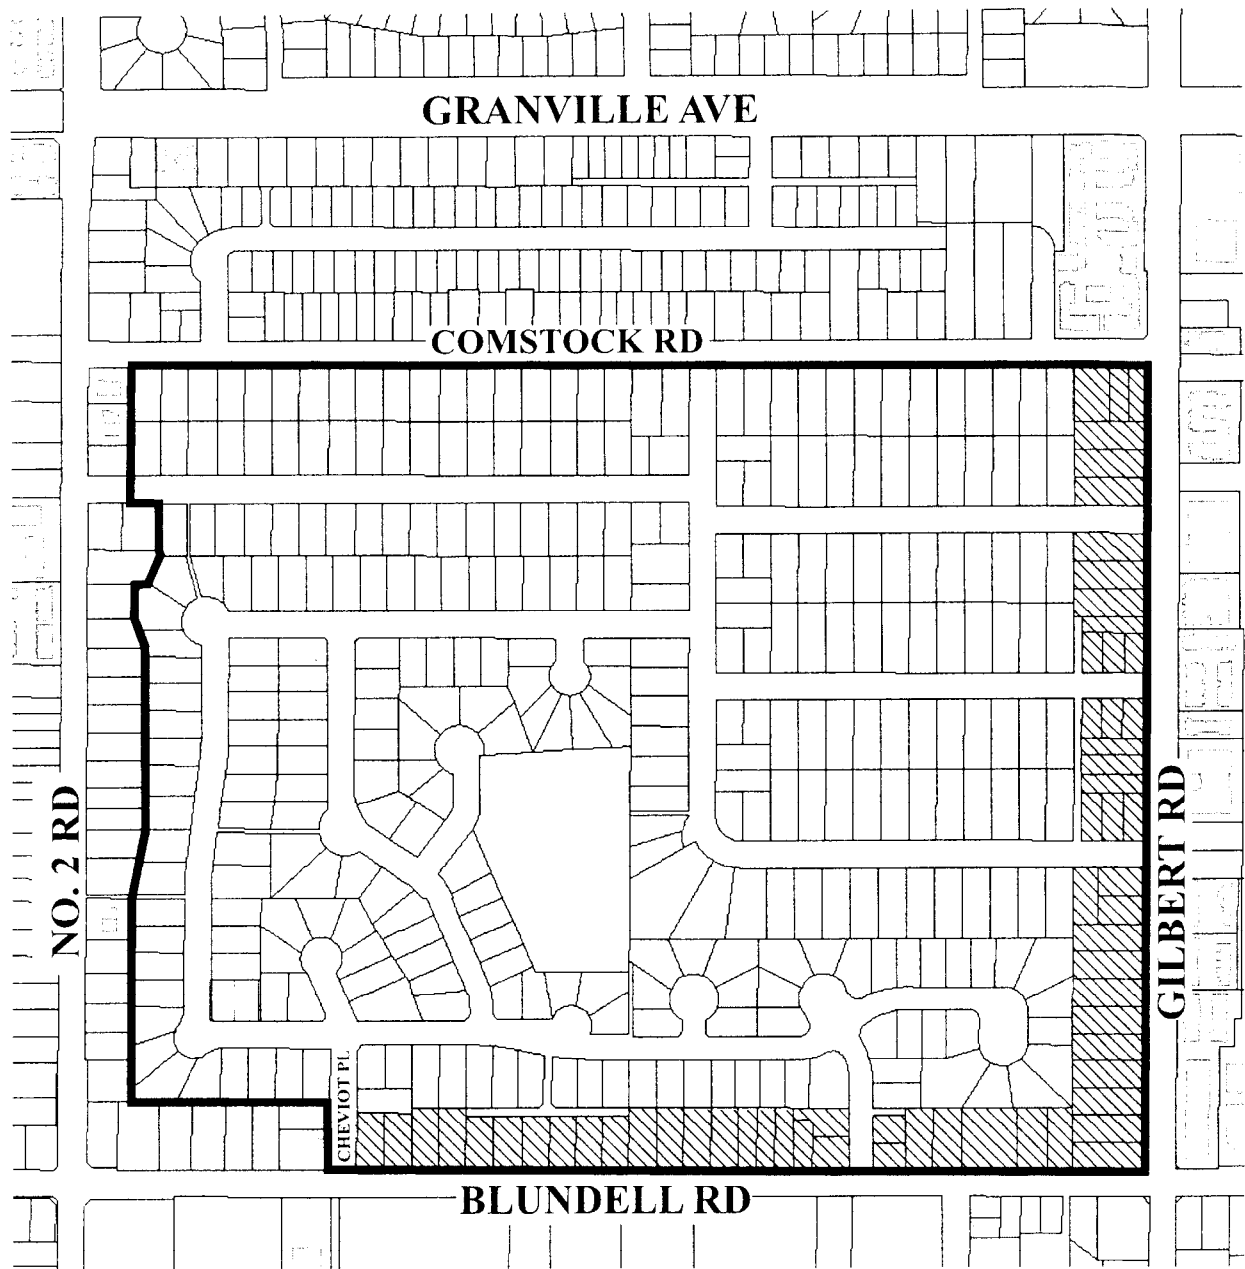 GRANVILLE AVE
COMSTOCK RD
NO. 2 RD
GILBERT RD
CHEVIOT PL
BLUNDELL RD